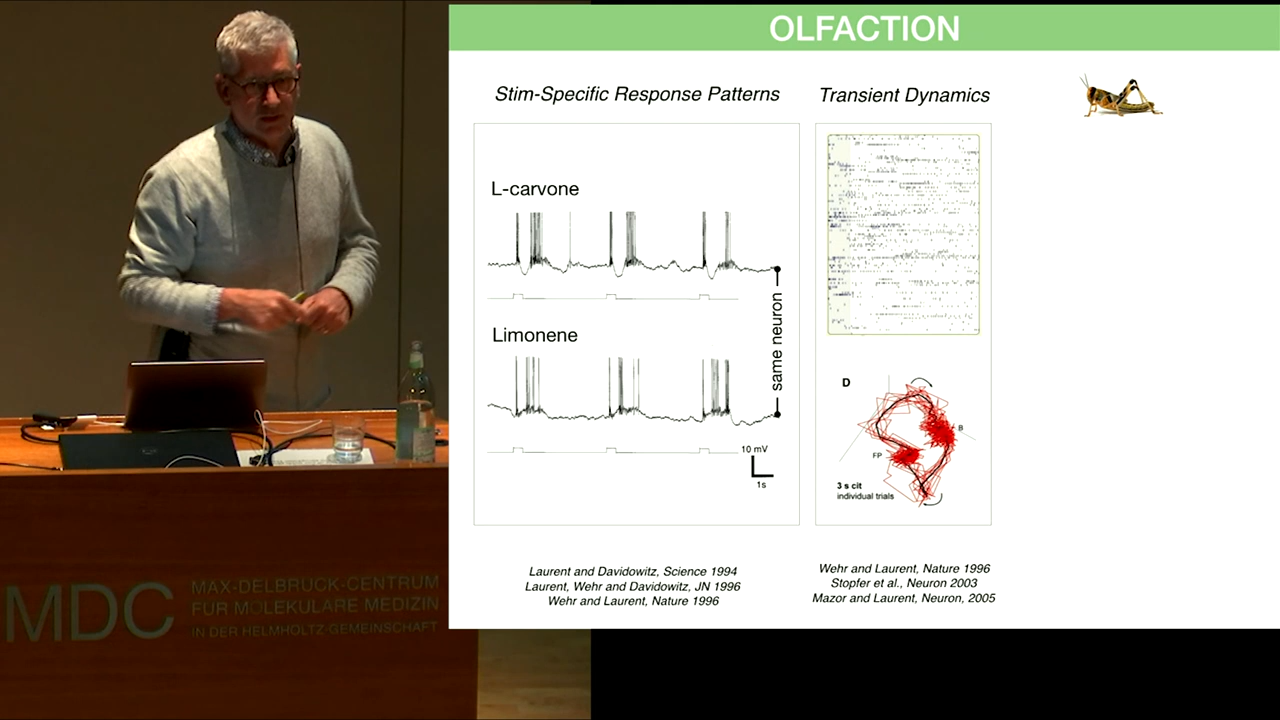 OLFACTION
Stim-Specific Response Patterns
Transient Dynamics
L-carvone
Limonene
same neuron
10 mV
1s
D
B
FP
3 s cit
individual trials
Laurent and Davidowitz, Science 1994
Laurent, Wehr and Davidowitz, JN 1996
Wehr and Laurent, Nature 1996
Wehr and Laurent, Nature 1996
Stopfer et al., Neuron 2003
Mazor and Laurent, Neuron, 2005
MDC
MAX-DELBRÜCK-CENTRUM
FÜR MOLEKULARE MEDIZIN
IN DER HELMHOLTZ-GEMEINSCHAFT